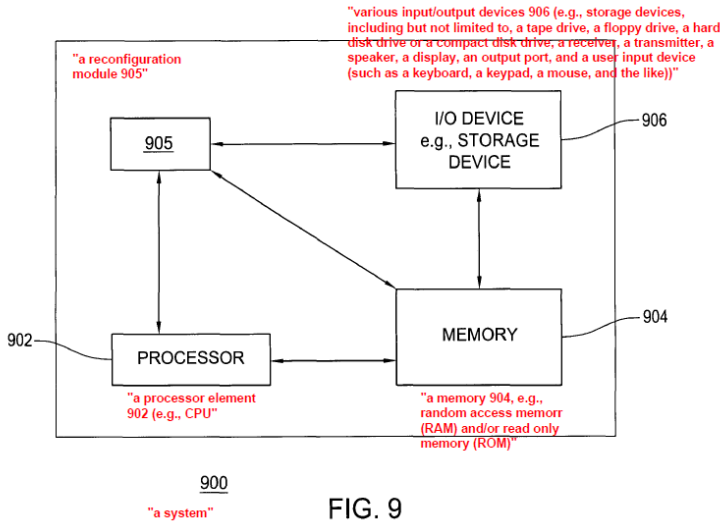 "various input/output devices 906 (e.g., storage devices,
including but not limited to, a tape drive, a floppy drive, a hard
disk drive or a compact disk drive, a receiver, a transmitter, a
speaker, a display, an output port, and a user input device
(such as a keyboard, a keypad, a mouse, and the like))"
"a reconfiguration
module 905"
905
I/O DEVICE
e.g., STORAGE
DEVICE
906
902
PROCESSOR
MEMORY
904
"a processor element
902 (e.g., CPU"
"a memory 904, e.g.,
random access memorr
(RAM) and/or read only
memory (ROM)"
900
"a system"
FIG. 9